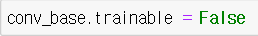 conv_base.trainable = False